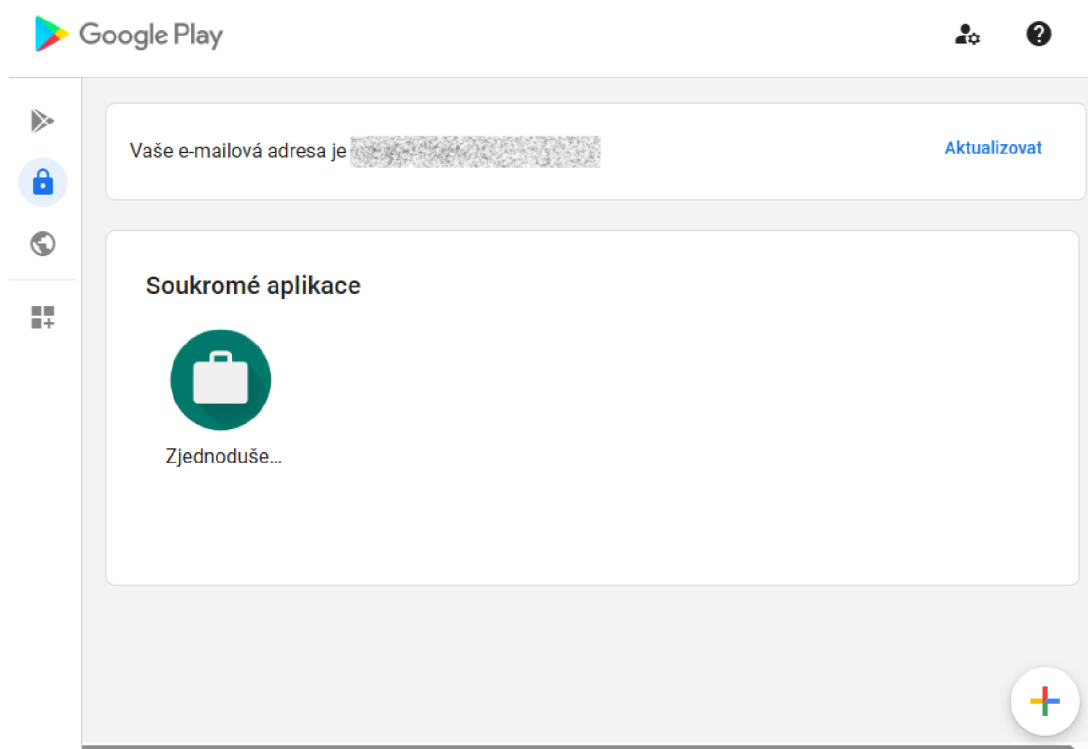 Google Play
Vaše e-mailová adresa je
Aktualizovat
Soukromé aplikace
Zjednoduše...